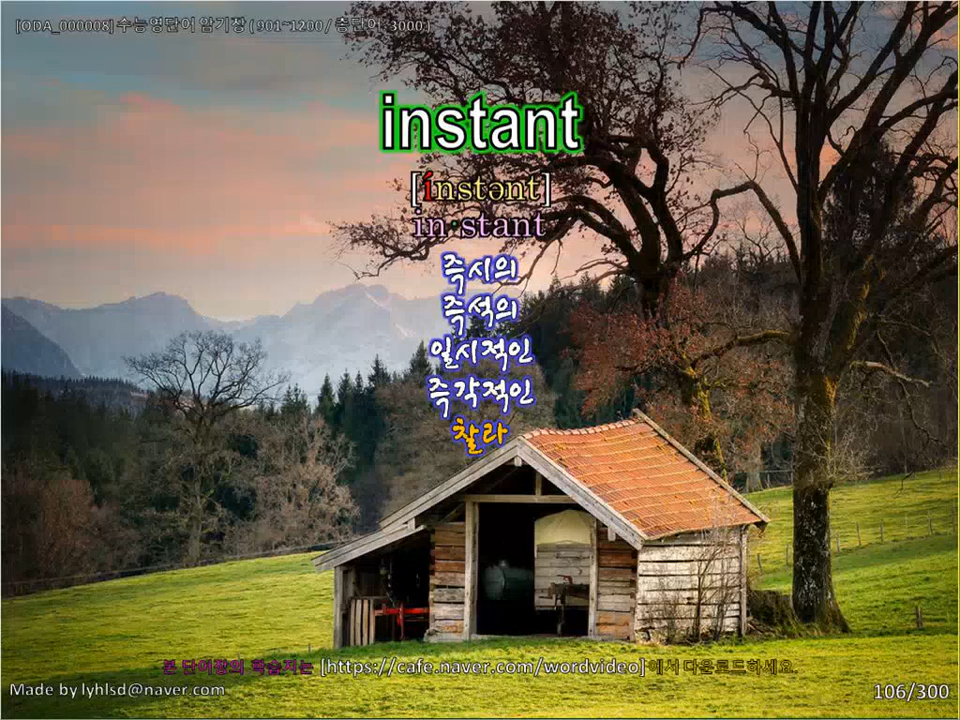 [ODA_000008] 수능영단어 암기장 ( 901~1200 / 총단어 : 3000 )
instant
[ínstənt]
in·stant
즉시의
즉석의
일시적인
즉각적인
찰라
본 단어장의 학습지는 [https://cafe.naver.com/wordvideo]에서 다운로드하세요.
Made by lyhlsd@naver.com
106/300